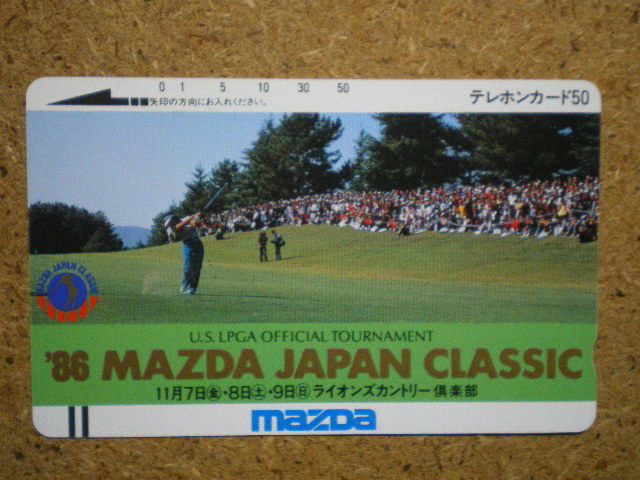 0 1 5 10 30 50
矢印の方向にお入れください。
テレホンカード50
MAZDA JAPAN CLASSIC
U.S. LPGA OFFICIAL TOURNAMENT
'86 MAZDA JAPAN CLASSIC
11月7日㊎・8日㊏・9日㊐ライオンズカントリー倶楽部
mazda